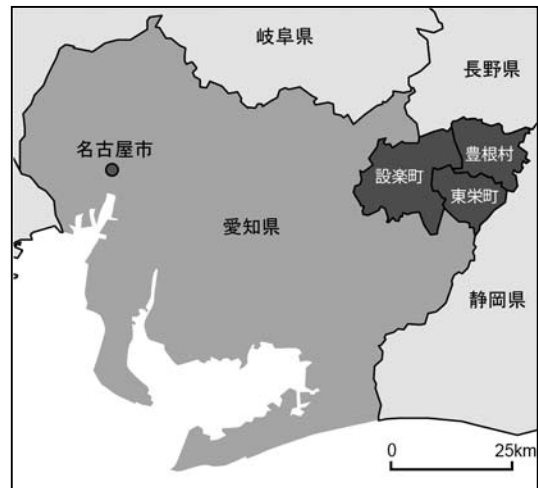 岐阜県
長野県
名古屋市
豊根村
設楽町
東栄町
愛知県
静岡県
0 25km